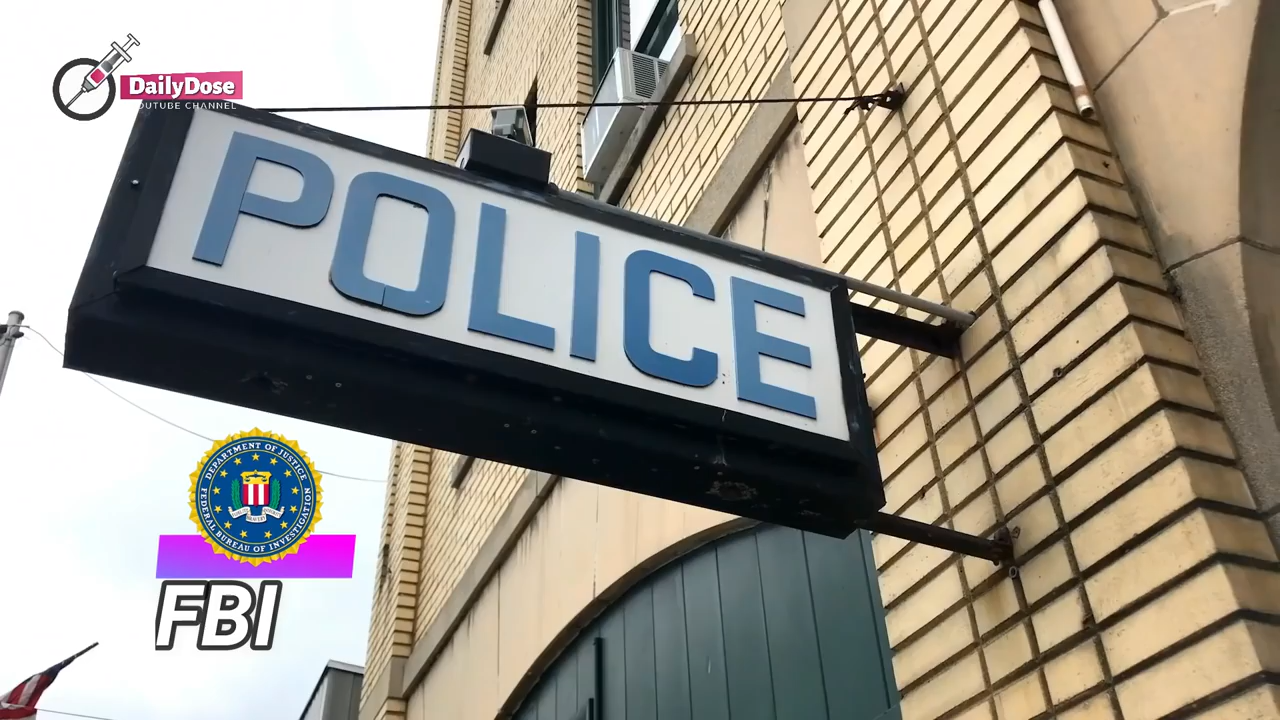 DailyDose
OUTUBE CHANNEL
POLICE
DEPARTMENT OF JUSTICE
FEDERAL BUREAU OF INVESTIGATION
FBI